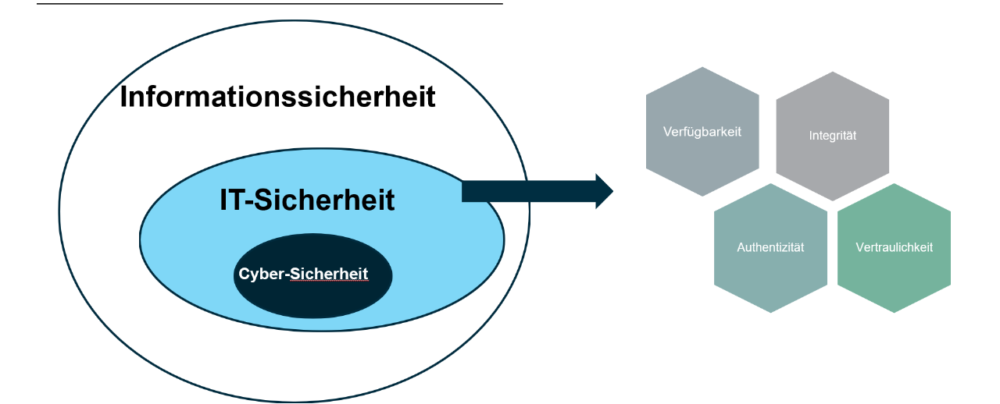 Informationssicherheit
IT-Sicherheit
Cyber-Sicherheit
Verfügbarkeit
Integrität
Authentizität
Vertraulichkeit